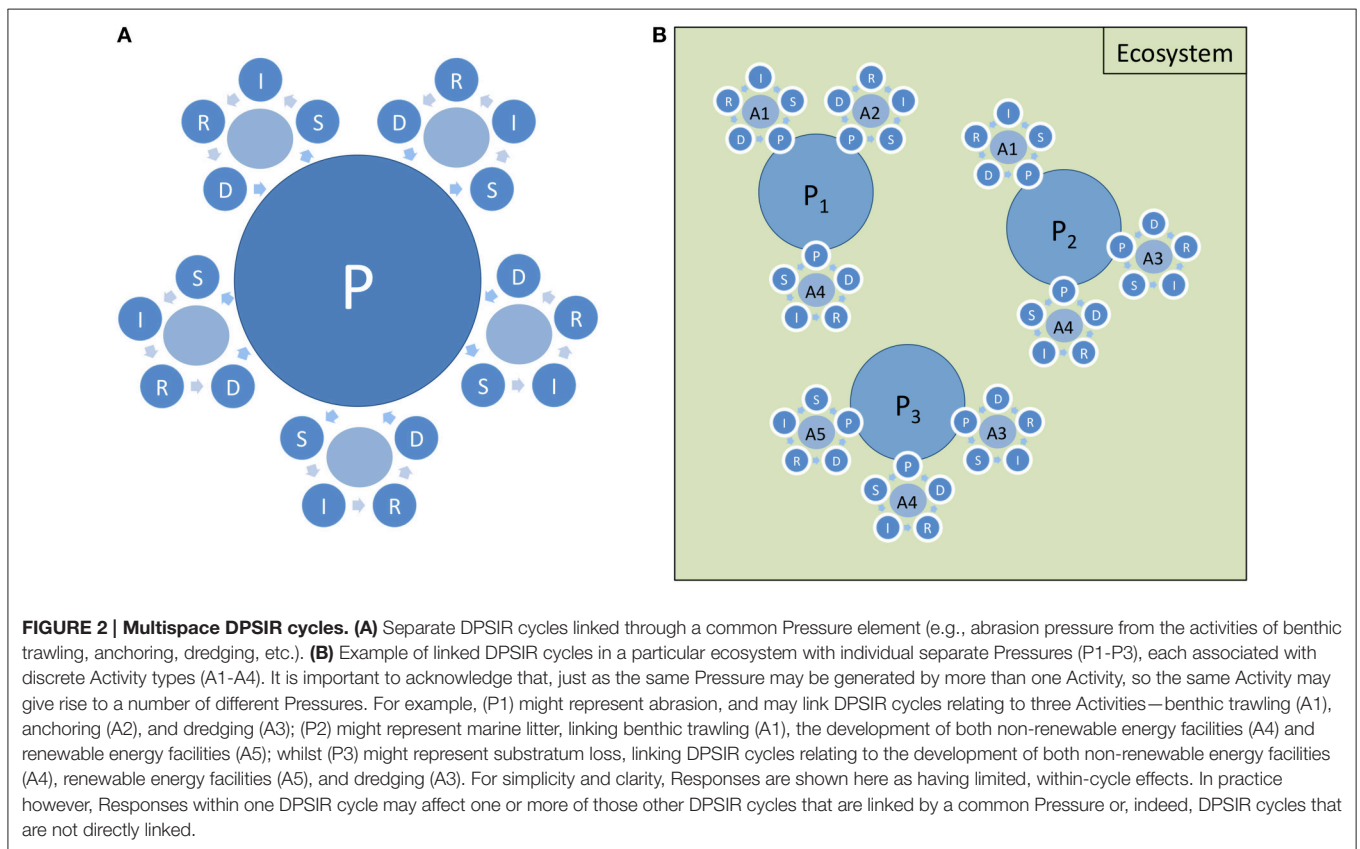 A
I
R
S
D
R
D
I
S
P
S
I
R
D
D
R
S
I
S
D
I
R
B
Ecosystem
I
R
S
A1
D
P
R
D
I
A2
P
S
P1
P
S
D
A4
I
R
I
R
S
A1
D
P
P2
D
P
R
A3
S
I
P
S
D
A4
I
R
P3
S
I
P
A5
R
D
D
P
R
A3
S
I
P
S
D
A4
I
R
FIGURE 2 | Multispace DPSIR cycles. (A) Separate DPSIR cycles linked through a common Pressure element (e.g., abrasion pressure from the activities of benthic
trawling, anchoring, dredging, etc.). (B) Example of linked DPSIR cycles in a particular ecosystem with individual separate Pressures (P1-P3), each associated with
discrete Activity types (A1-A4). It is important to acknowledge that, just as the same Pressure may be generated by more than one Activity, so the same Activity may
give rise to a number of different Pressures. For example, (P1) might represent abrasion, and may link DPSIR cycles relating to three Activities—benthic trawling (A1),
anchoring (A2), and dredging (A3); (P2) might represent marine litter, linking benthic trawling (A1), the development of both non-renewable energy facilities (A4) and
renewable energy facilities (A5); whilst (P3) might represent substratum loss, linking DPSIR cycles relating to the development of both non-renewable energy facilities
(A4), renewable energy facilities (A5), and dredging (A3). For simplicity and clarity, Responses are shown here as having limited, within-cycle effects. In practice
however, Responses within one DPSIR cycle may affect one or more of those other DPSIR cycles that are linked by a common Pressure or, indeed, DPSIR cycles that
are not directly linked.